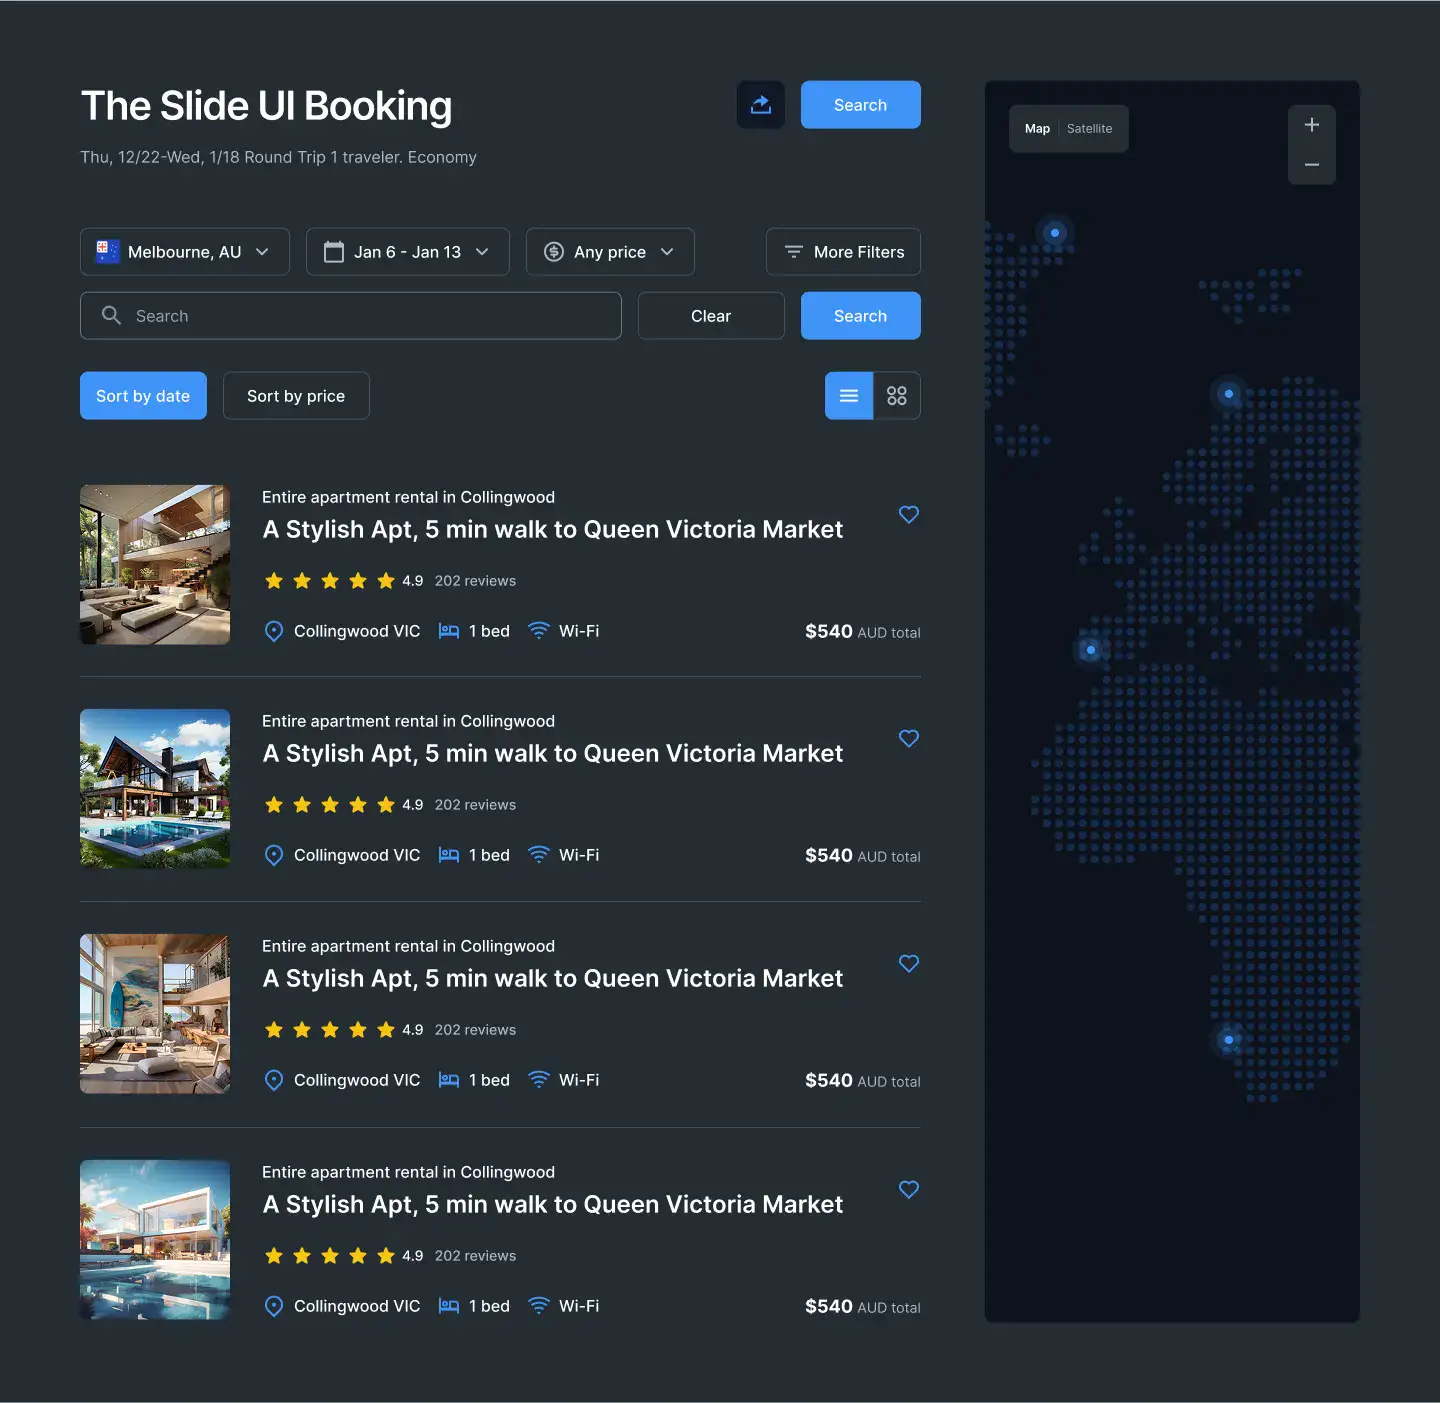 The Slide UI Booking
Search
Thu, 12/22-Wed, 1/18 Round Trip 1 traveler. Economy
Melbourne, AU
Jan 6 - Jan 13
Any price
More Filters
Search
Clear
Search
Sort by date
Sort by price
Entire apartment rental in Collingwood
A Stylish Apt, 5 min walk to Queen Victoria Market
4.9 202 reviews
Collingwood VIC 1 bed Wi-Fi $540 AUD total
Entire apartment rental in Collingwood
A Stylish Apt, 5 min walk to Queen Victoria Market
4.9 202 reviews
Collingwood VIC 1 bed Wi-Fi $540 AUD total
Entire apartment rental in Collingwood
A Stylish Apt, 5 min walk to Queen Victoria Market
4.9 202 reviews
Collingwood VIC 1 bed Wi-Fi $540 AUD total
Entire apartment rental in Collingwood
A Stylish Apt, 5 min walk to Queen Victoria Market
4.9 202 reviews
Collingwood VIC 1 bed Wi-Fi $540 AUD total
Map Satellite